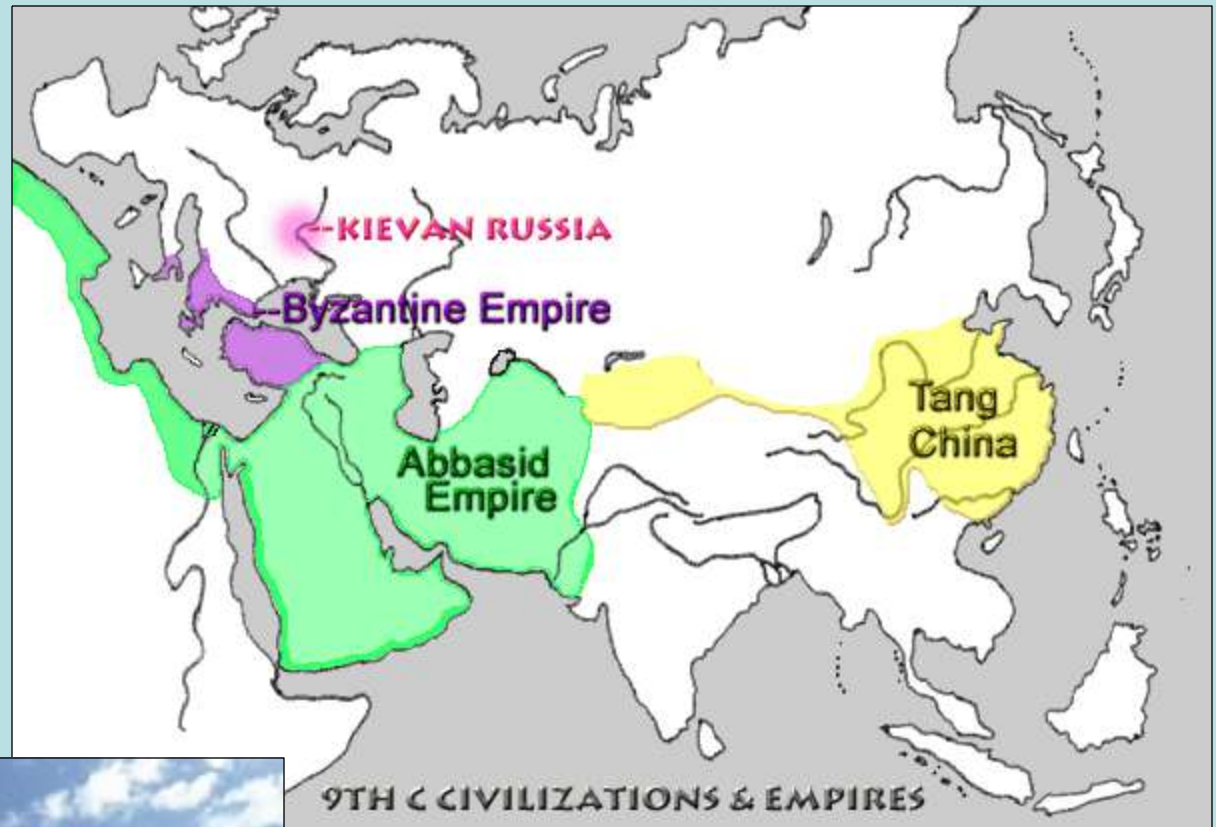 --KIEVAN RUSSIA
--Byzantine Empire
Tang
China
Abbasid
Empire
9TH C CIVILIZATIONS & EMPIRES